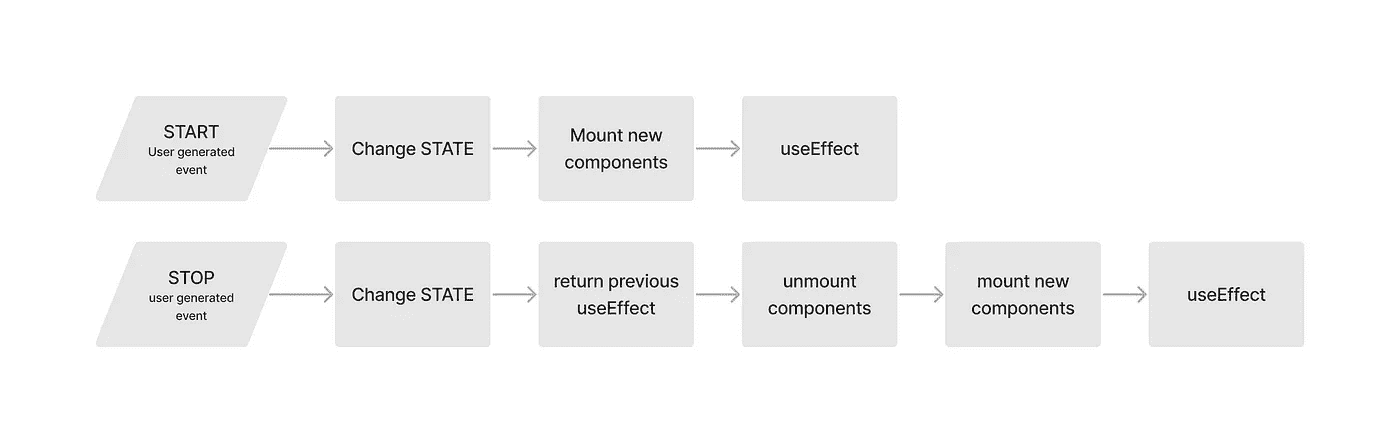 START
User generated
event
Change STATE
Mount new
components
useEffect
STOP
user generated
event
Change STATE
return previous
useEffect
unmount
components
mount new
components
useEffect